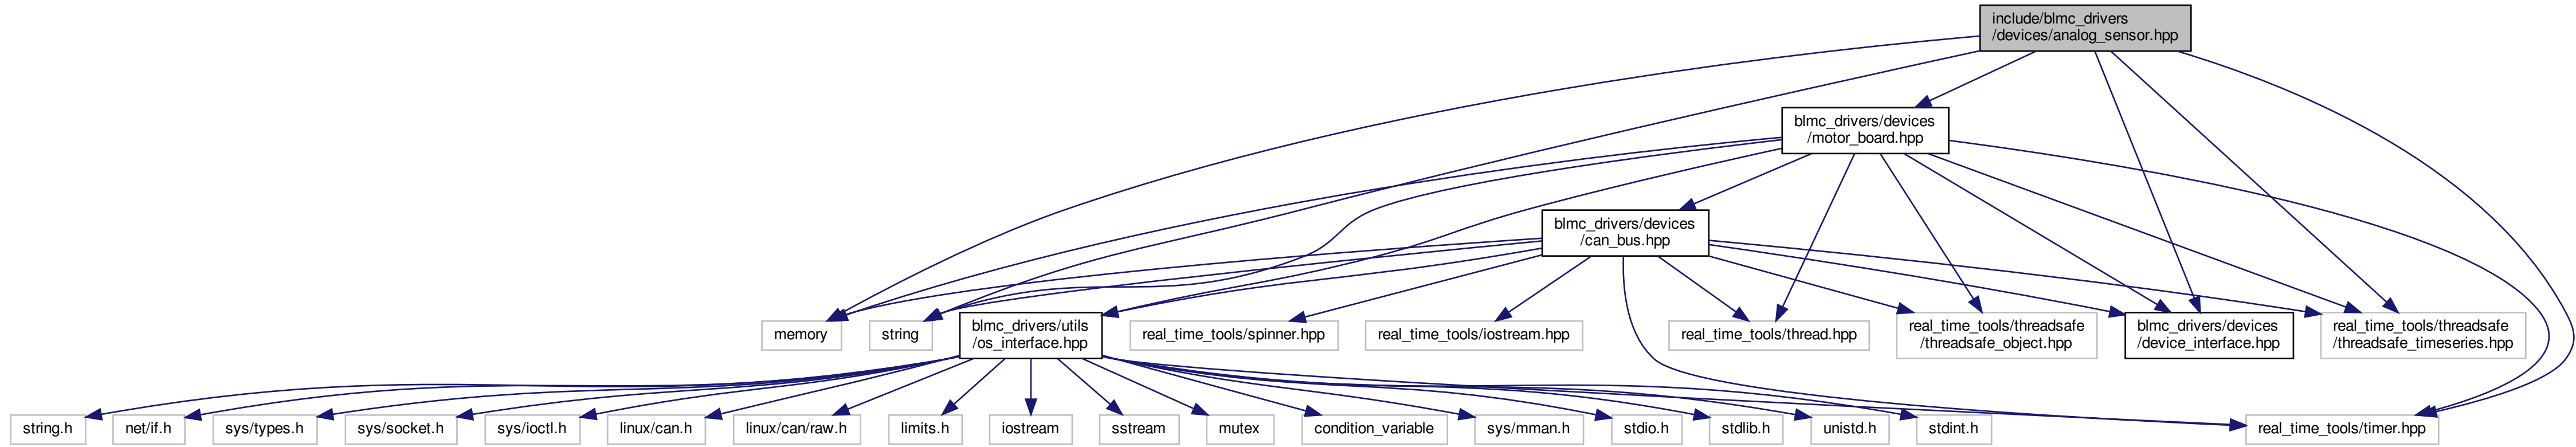 include/blmc_drivers
/devices/analog_sensor.hpp
blmc_drivers/devices
/motor_board.hpp
blmc_drivers/devices
/can_bus.hpp
memory
string
blmc_drivers/utils
/os_interface.hpp
real_time_tools/spinner.hpp
real_time_tools/iostream.hpp
real_time_tools/thread.hpp
real_time_tools/threadsafe
/threadsafe_object.hpp
blmc_drivers/devices
/device_interface.hpp
real_time_tools/threadsafe
/threadsafe_timeseries.hpp
string.h
net/if.h
sys/types.h
sys/socket.h
sys/ioctl.h
linux/can.h
linux/can/raw.h
limits.h
iostream
sstream
mutex
condition_variable
sys/mman.h
stdio.h
stdlib.h
unistd.h
stdint.h
real_time_tools/timer.hpp